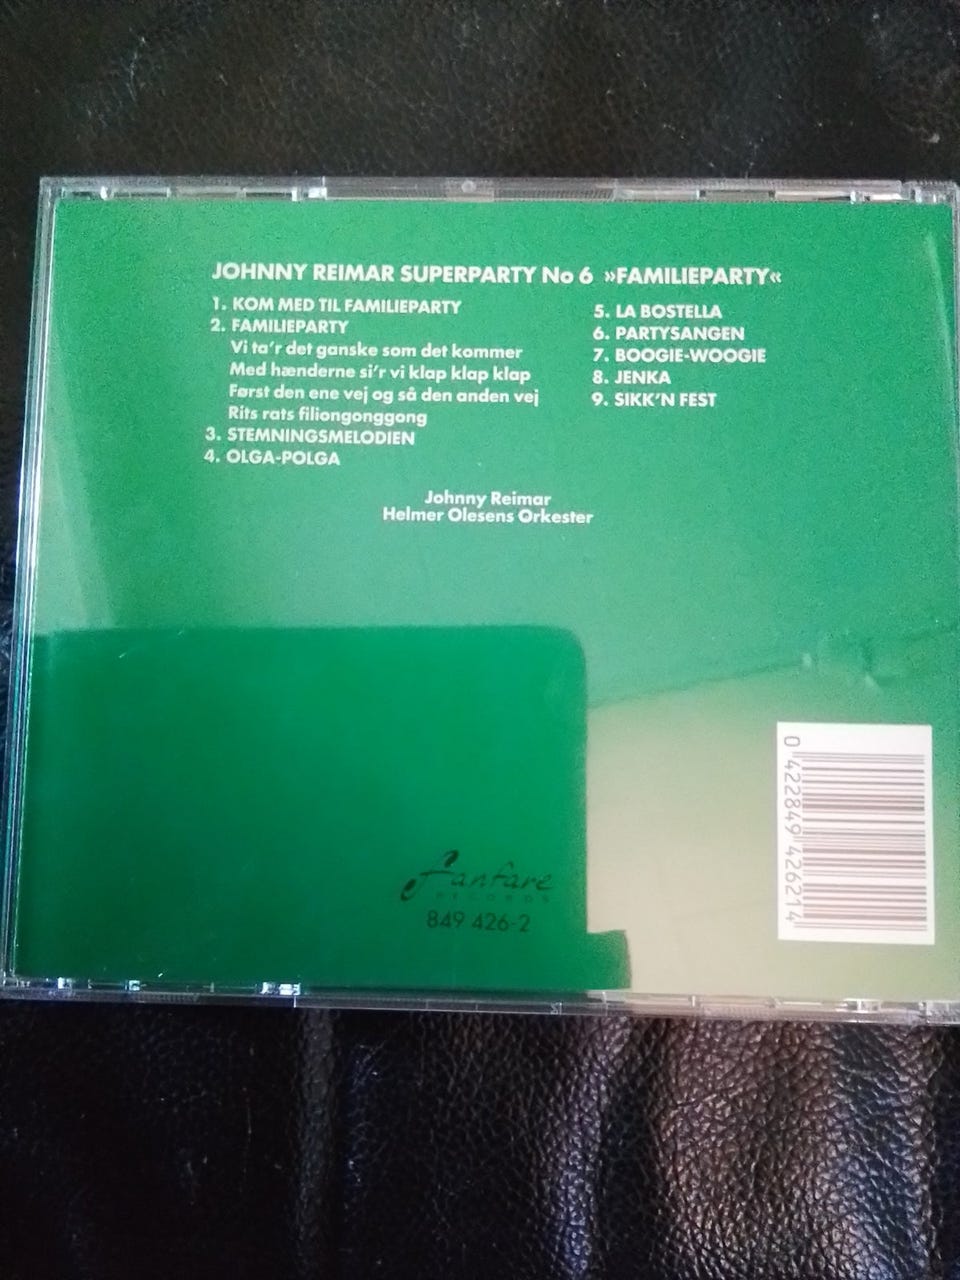 JOHNNY REIMAR SUPERPARTY No 6 »FAMILIEPARTY«
1. KOM MED TIL FAMILIEPARTY
2. FAMILIEPARTY
Vi ta'r det ganske som det kommer
Med hænderne si'r vi klap klap klap
Først den ene vej og så den anden vej
Rits rats filiongonggong
3. STEMNINGSMELODIEN
4. OLGA-POLGA
5. LA BOSTELLA
6. PARTYSANGEN
7. BOOGIE-WOOGIE
8. JENKA
9. SIKK'N FEST
Johnny Reimar
Helmer Olesens Orkester
fanfare
RECORDS
849 426-2
0 422849 426214